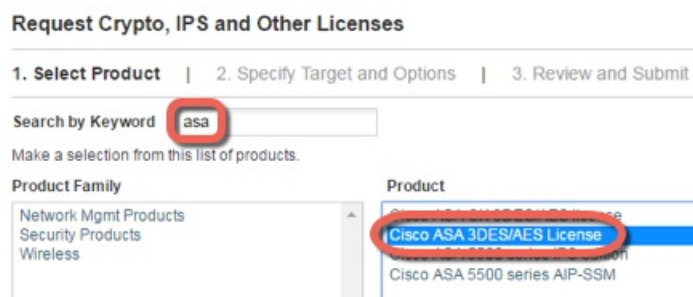 Request Crypto, IPS and Other Licenses
1. Select Product | 2. Specify Target and Options | 3. Review and Submit
Search by Keyword asa
Make a selection from this list of products.
Product Family
Network Mgmt Products
Security Products
Wireless
Product
Cisco ASA 3DES/AES License
Cisco ASA 5500 series AIP-SSM